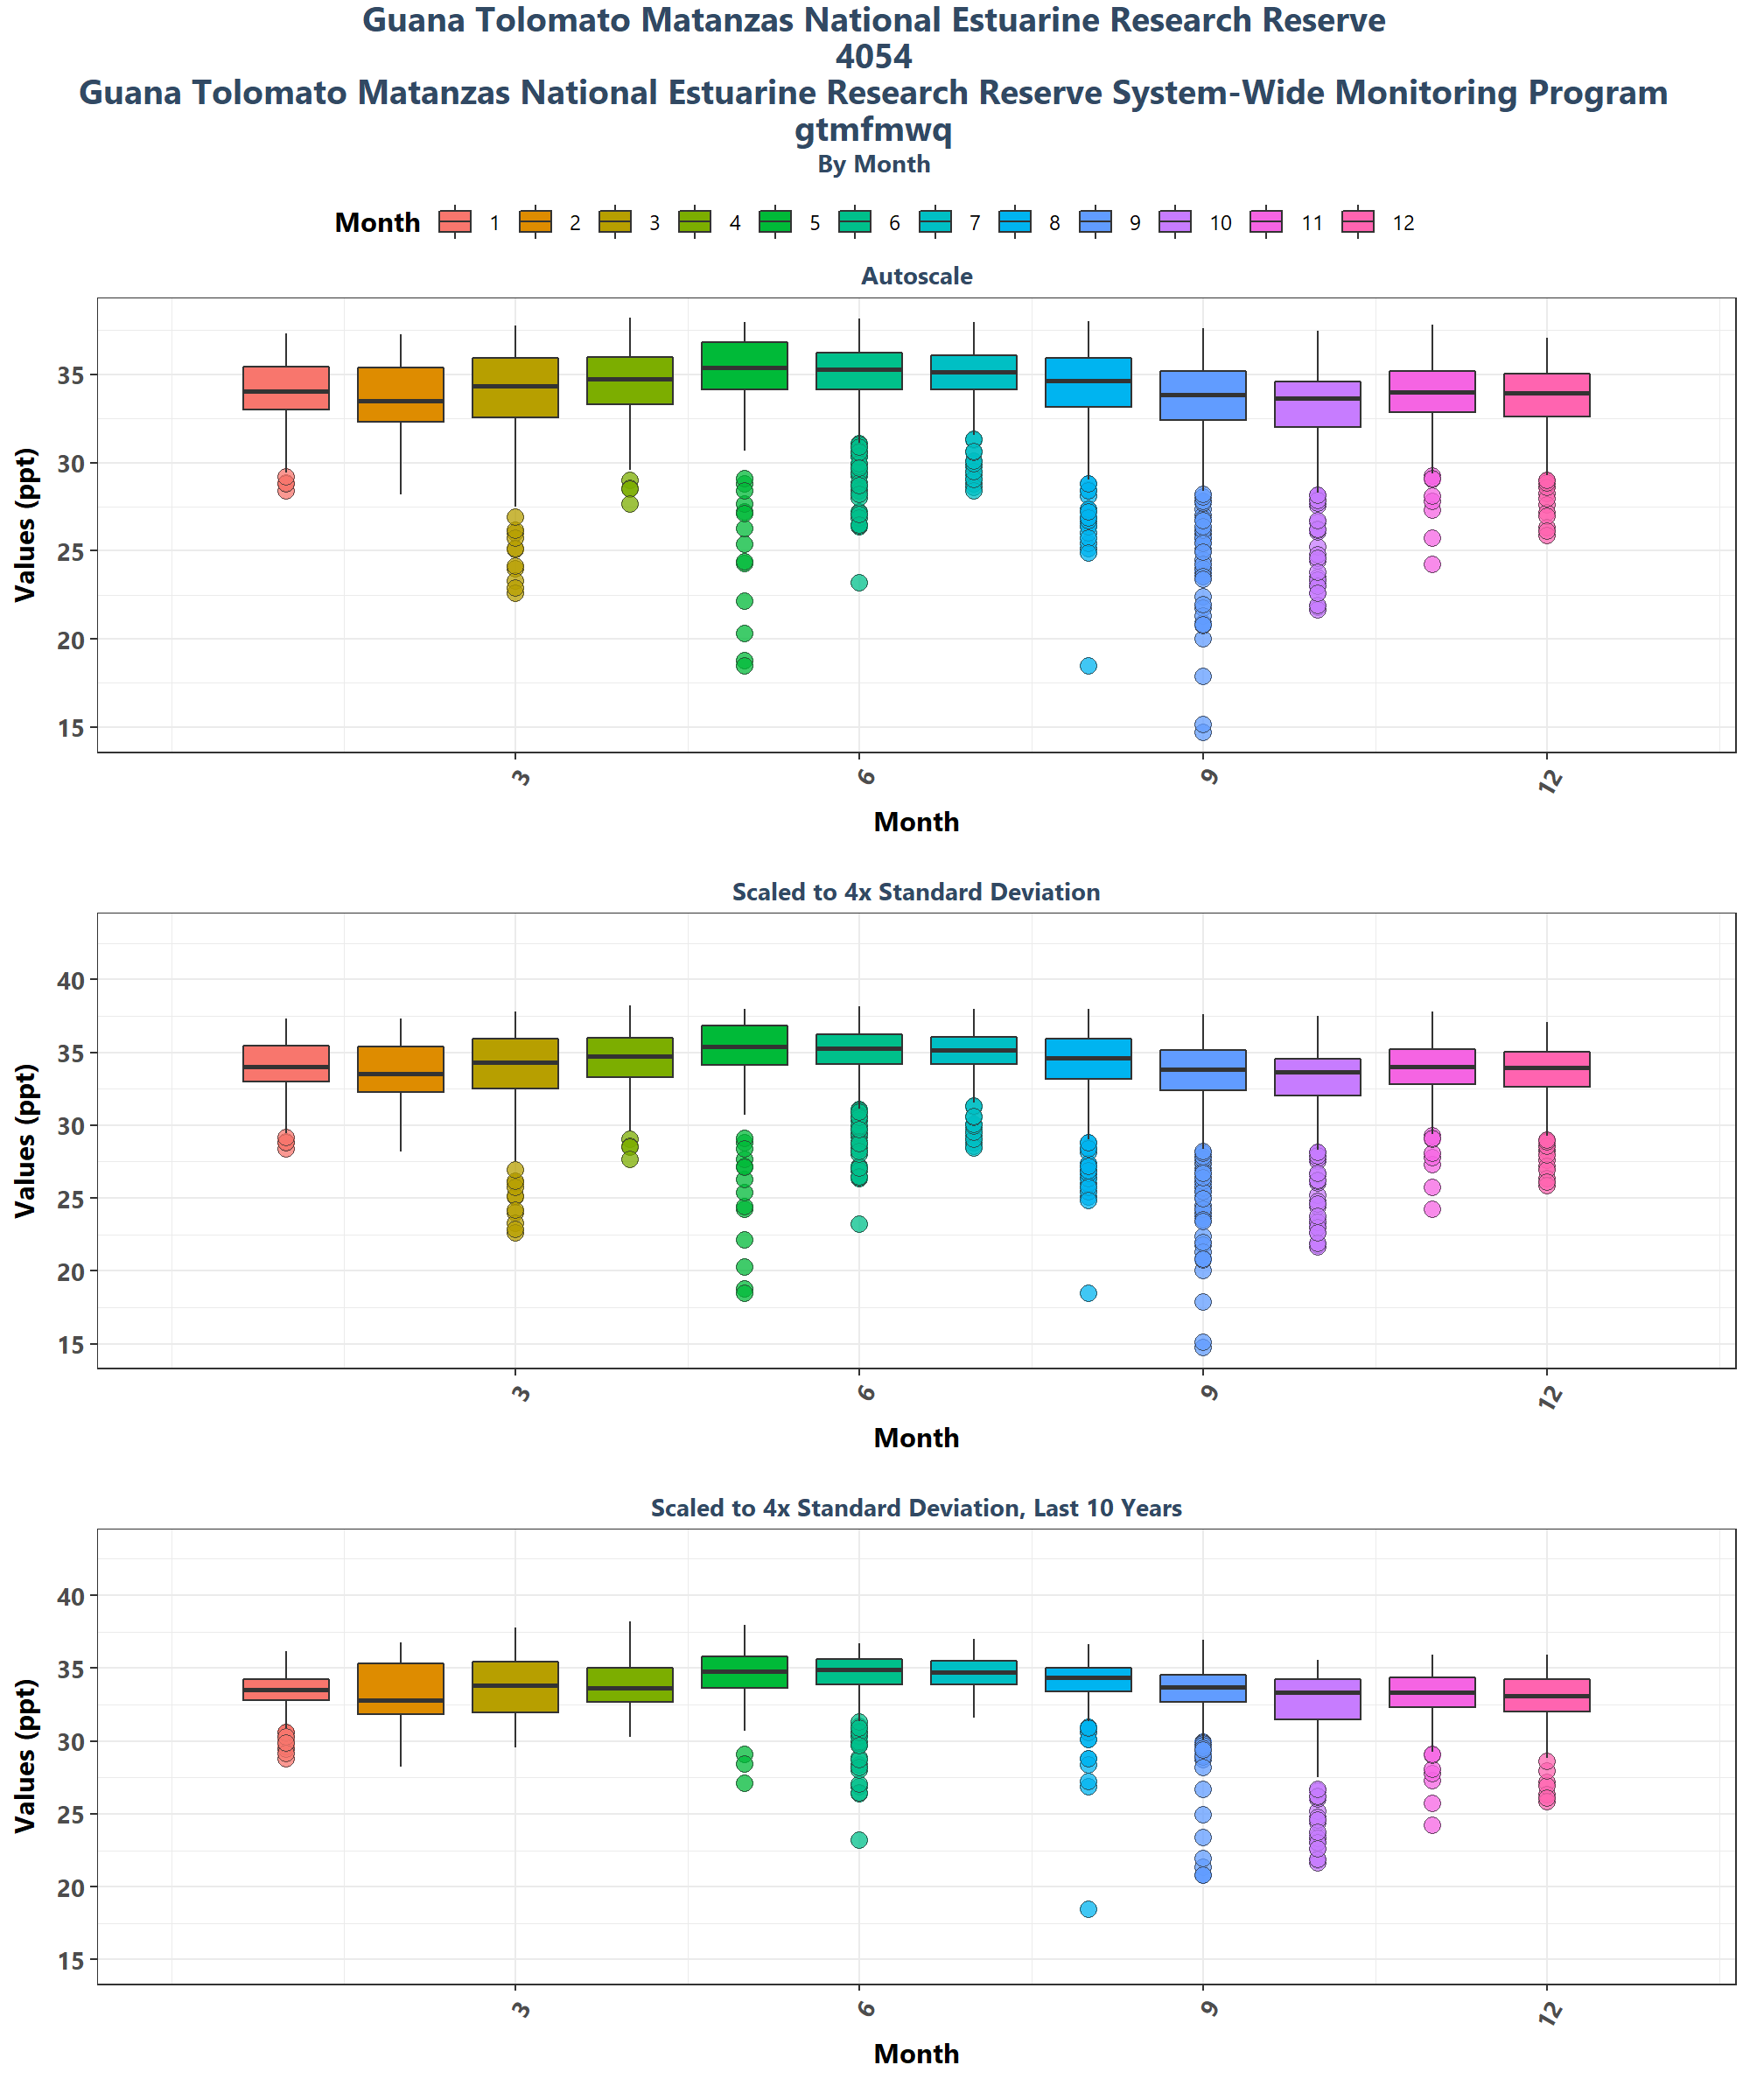 Guana Tolomato Matanzas National Estuarine Research Reserve
4054
Guana Tolomato Matanzas National Estuarine Research Reserve System-Wide Monitoring Program
gtmfmwq
By Month
Month 1 2 3 4 5 6 7 8 9 10 11 12
Autoscale
Values (ppt)
35
30
25
20
15
3 6 9 12
Month
Scaled to 4x Standard Deviation
Values (ppt)
40
35
30
25
20
15
3 6 9 12
Month
Scaled to 4x Standard Deviation, Last 10 Years
Values (ppt)
40
35
30
25
20
15
3 6 9 12
Month